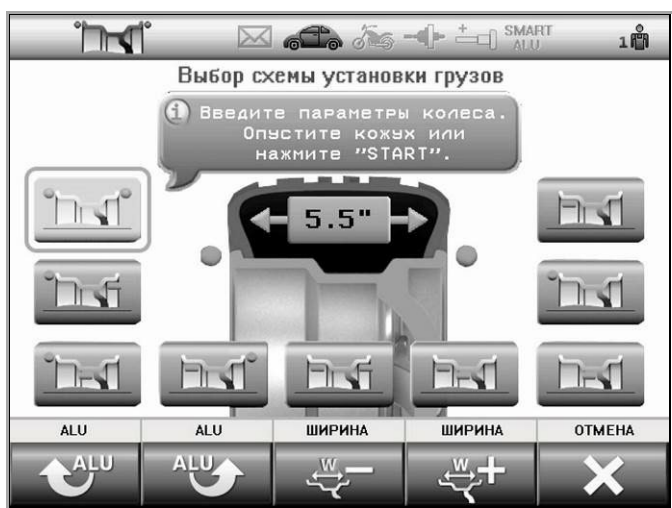 SMART
ALU
1
Выбор схемы установки грузов
i Введите параметры колеса.
Опустите кожух или
нажмите "START".
5.5"
ALU ALU ШИРИНА ШИРИНА ОТМЕНА
ALU ALU W W